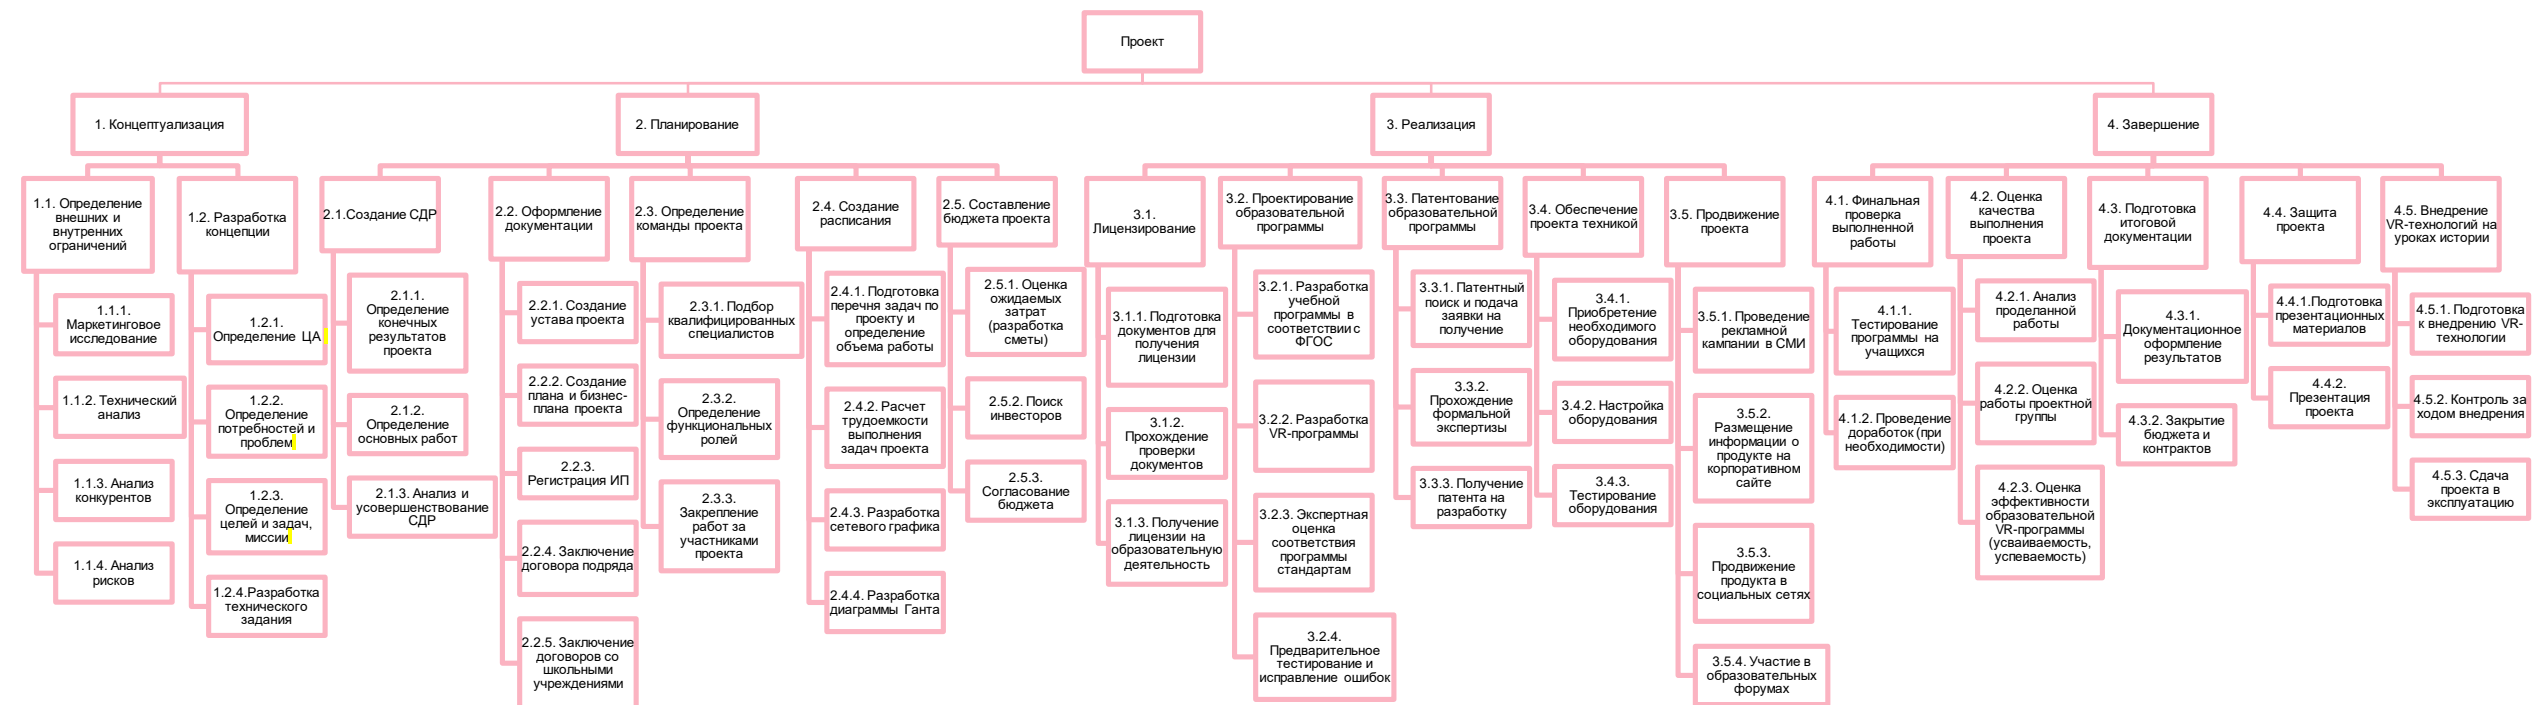 Проект
1. Концептуализация
2. Планирование
3. Реализация
4. Завершение
1.1. Определение
внешних и
внутренних
ограничений
1.1.1.
Маркетинговое
исследование
1.1.2. Технический
анализ
1.1.3. Анализ
конкурентов
1.1.4. Анализ
рисков
1.2. Разработка
концепции
1.2.1.
Определение ЦА
1.2.2.
Определение
потребностей и
проблем
1.2.3.
Определение
целей и задач,
миссии
1.2.4.Разработка
технического
задания
2.1.Создание СДР
2.1.1.
Определение
конечных
результатов
проекта
2.1.2.
Определение
основных работ
2.1.3. Анализ и
усовершенствование
СДР
2.2. Оформление
документации
2.2.1. Создание
устава проекта
2.2.2. Создание
плана и бизнес-
плана проекта
2.2.3.
Регистрация ИП
2.2.4. Заключение
договора подряда
2.2.5. Заключение
договоров со
школьными
учреждениями
2.3. Определение
команды проекта
2.3.1. Подбор
квалифицированных
специалистов
2.3.2.
Определение
функциональных
ролей
2.3.3.
Закрепление
работ за
участниками
проекта
2.4. Создание
расписания
2.4.1. Подготовка
перечня задач по
проекту и
определение
объема работы
2.4.2. Расчет
трудоемкости
выполнения
задач проекта
2.4.3. Разработка
сетевого графика
2.4.4. Разработка
диаграммы Ганта
2.5. Составление
бюджета проекта
2.5.1. Оценка
ожидаемых
затрат
(разработка
сметы)
2.5.2. Поиск
инвесторов
2.5.3.
Согласование
бюджета
3.1.
Лицензирование
3.1.1. Подготовка
документов для
получения
лицензии
3.1.2.
Прохождение
проверки
документов
3.1.3. Получение
лицензии на
образовательную
деятельность
3.2. Проектирование
образовательной
программы
3.2.1. Разработка
учебной
программы в
соответствии с
ФГОС
3.2.2. Разработка
VR-программы
3.2.3. Экспертная
оценка
соответствия
программы
стандартам
3.2.4.
Предварительное
тестирование и
исправление ошибок
3.3. Патентование
образовательной
программы
3.3.1. Патентный
поиск и подача
заявки на
получение
3.3.2.
Прохождение
формальной
экспертизы
3.3.3. Получение
патента на
разработку
3.4. Обеспечение
проекта техникой
3.4.1.
Приобретение
необходимого
оборудования
3.4.2. Настройка
оборудования
3.4.3.
Тестирование
оборудования
3.5. Продвижение
проекта
3.5.1. Проведение
рекламной
кампании в СМИ
3.5.2.
Размещение
информации о
продукте на
корпоративном
сайте
3.5.3.
Продвижение
продукта в
социальных сетях
3.5.4. Участие в
образовательных
форумах
4.1. Финальная
проверка
выполненной
работы
4.1.1.
Тестирование
программы на
учащихся
4.1.2. Проведение
доработок (при
необходимости)
4.2. Оценка
качества
выполнения
проекта
4.2.1. Анализ
проделанной
работы
4.2.2. Оценка
работы проектной
группы
4.2.3. Оценка
эффективности
образовательной
VR-программы
(усваиваемость,
успеваемость)
4.3. Подготовка
итоговой
документации
4.3.1.
Документационное
оформление
результатов
4.3.2. Закрытие
бюджета и
контрактов
4.4. Защита
проекта
4.4.1.Подготовка
презентационных
материалов
4.4.2.
Презентация
проекта
4.5. Внедрение
VR-технологий на
уроках истории
4.5.1. Подготовка
к внедрению VR-
технологии
4.5.2. Контроль за
ходом внедрения
4.5.3. Сдача
проекта в
эксплуатацию